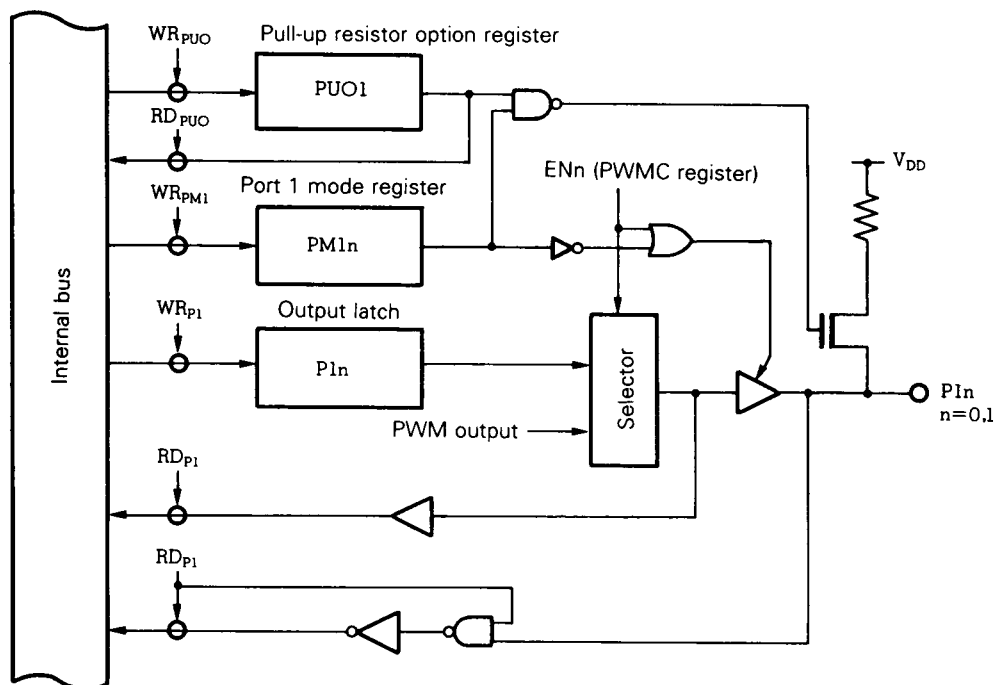 Pull-up resistor option register
WRPUO
PUO1
RDPUO
VDD
ENn (PWMC register)
Port 1 mode register
WRPM1
PM1n
Output latch
WRP1
P1n
Internal bus
Selector
P1n
n=0,1
PWM output
RDP1
RDP1